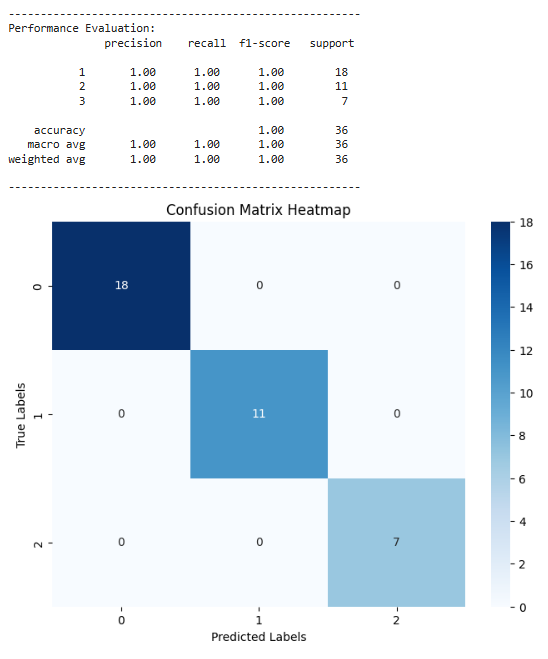 -------------------------------------------------------
Performance Evaluation:
precision recall f1-score support
1 1.00 1.00 1.00 18
2 1.00 1.00 1.00 11
3 1.00 1.00 1.00 7
accuracy 1.00 36
macro avg 1.00 1.00 1.00 36
weighted avg 1.00 1.00 1.00 36
-------------------------------------------------------
Confusion Matrix Heatmap
18
0 18 0 0
16
14
12
True Labels
1 0 11 0
10
8
6
2 0 0 7
4
2
0
0 1 2
Predicted Labels